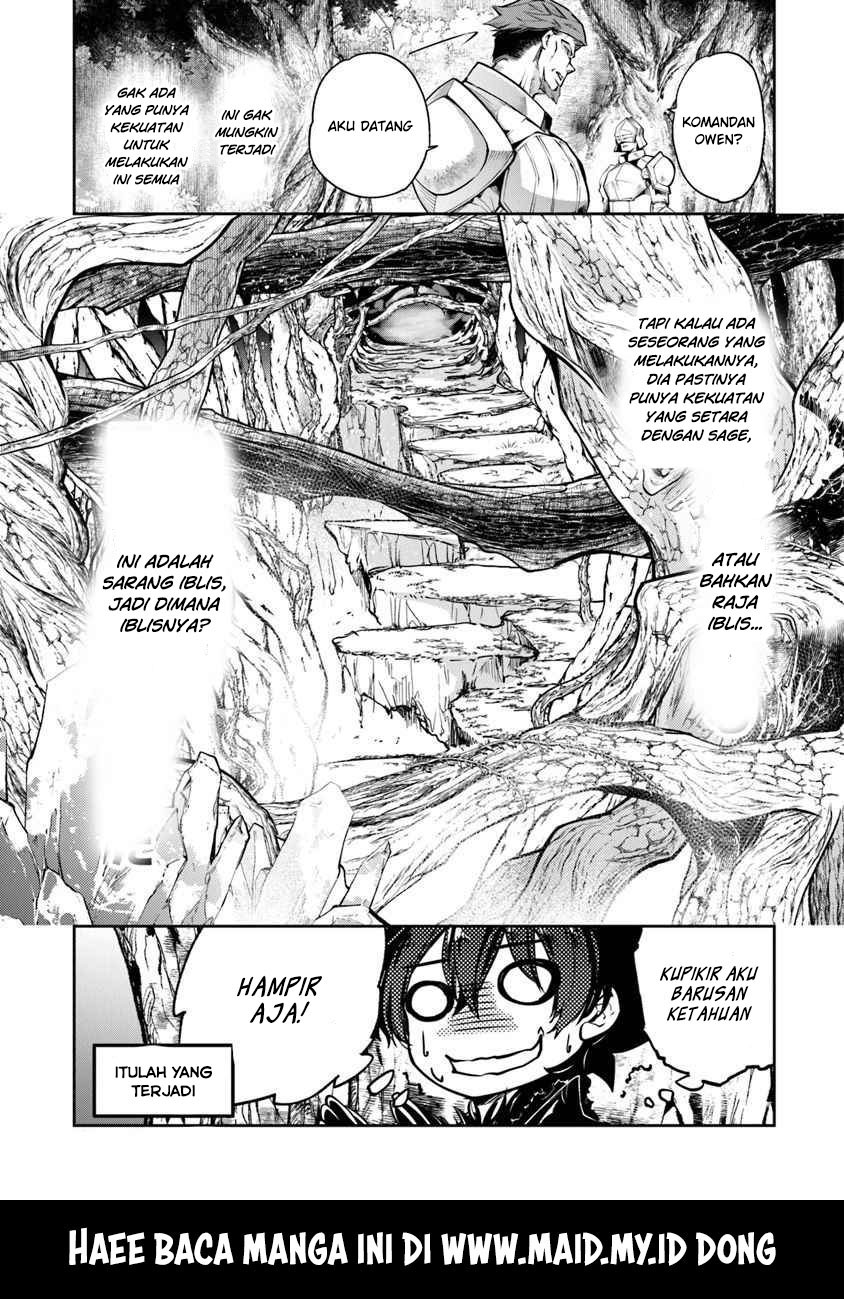 KOMANDAN
OWEN?
AKU DATANG
INI GAK
MUNGKIN
TERJADI
GAK ADA
YANG PUNYA
KEKUATAN
UNTUK
MELAKUKAN
INI SEMUA
TAPI KALAU ADA
SESEORANG YANG
MELAKUKANNYA,
DIA PASTINYA
PUNYA KEKUATAN
YANG SETARA
DENGAN SAGE,
ATAU
BAHKAN
RAJA
IBLIS...
INI ADALAH
SARANG IBLIS,
JADI DIMANA
IBLISNYA?
KUPIKIR AKU
BARUSAN
KETAHUAN
HAMPIR
AJA!
ITULAH YANG
TERJADI
HAEE BACA MANGA INI DI WWW.MAID.MY.ID DONG